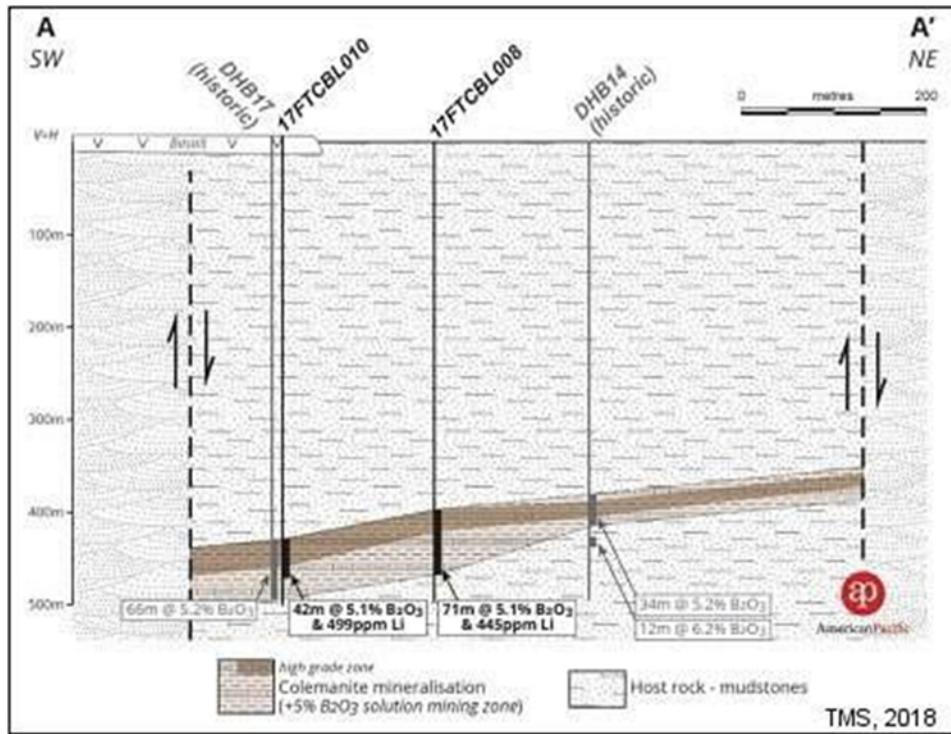 A
SW
A'
NE
DHB17
(historic)
17FTCBL010
17FTCBL008
DHB14
(historic)
0 metres 200
V=H
Basalt
100m
200m
300m
400m
500m
66m @ 5.2% B₂O₃
42m @ 5.1% B₂O₃
& 499ppm Li
71m @ 5.1% B₂O₃
& 445ppm Li
34m @ 5.2% B₂O₃
12m @ 6.2% B₂O₃
ap
AmericanPacific
high grade zone
Colemanite mineralisation
(+5% B₂O₃ solution mining zone)
Host rock - mudstones
TMS, 2018